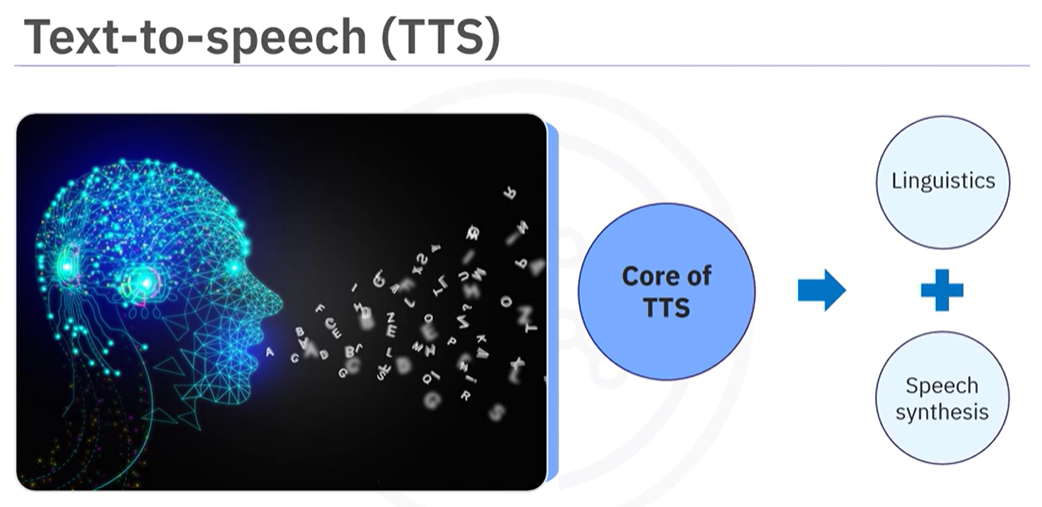 Text-to-speech (TTS)
Core of
TTS
Linguistics
Speech
synthesis